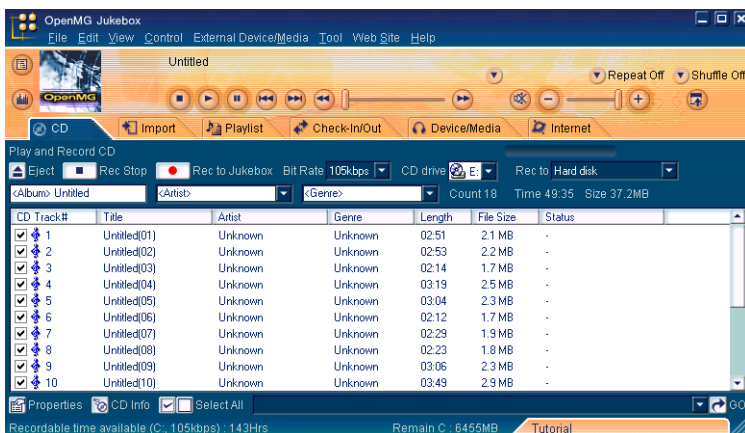 OpenMG Jukebox
File Edit View Control External Device/Media Tool Web Site Help
Untitled
OpenMG
Repeat Off Shuffle Off
CD Import Playlist Check-In/Out Device/Media Internet
Play and Record CD
Eject Rec Stop Rec to Jukebox Bit Rate 105kbps CD drive E: Rec to Hard disk
<Album> Untitled <Artist> <Genre> Count 18 Time 49:35 Size 37.2MB
CD Track# Title Artist Genre Length File Size Status
1 Untitled(01) Unknown Unknown 02:51 2.1 MB -
2 Untitled(02) Unknown Unknown 02:53 2.2 MB -
3 Untitled(03) Unknown Unknown 02:14 1.7 MB -
4 Untitled(04) Unknown Unknown 03:19 2.5 MB -
5 Untitled(05) Unknown Unknown 03:04 2.3 MB -
6 Untitled(06) Unknown Unknown 02:12 1.7 MB -
7 Untitled(07) Unknown Unknown 02:29 1.9 MB -
8 Untitled(08) Unknown Unknown 02:23 1.8 MB -
9 Untitled(09) Unknown Unknown 03:06 2.3 MB -
10 Untitled(10) Unknown Unknown 03:49 2.9 MB -
Properties CD Info Select All GO
Recordable time available (C:, 105kbps) : 143Hrs Remain C : 6455MB Tutorial